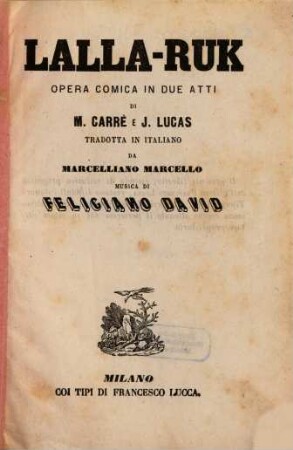 LALLA-RUK
OPERA COMICA IN DUE ATTI
DI
M. CARRÉ E J. LUCAS
TRADOTTA IN ITALIANO
DA
MARCELLIANO MARCELLO
MUSICA DI
FELICIANO DAVID
MILANO
COI TIPI DI FRANCESCO LUCCA.